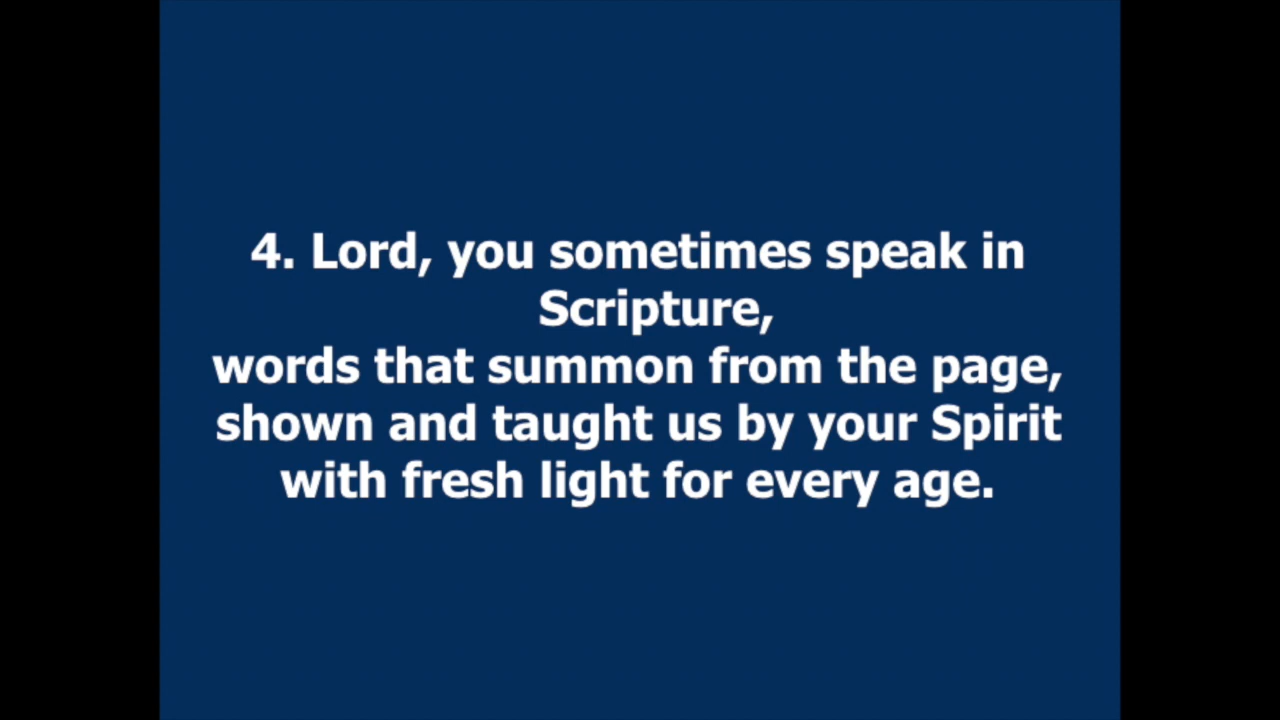 4. Lord, you sometimes speak in
Scripture,
words that summon from the page,
shown and taught us by your Spirit
with fresh light for every age.